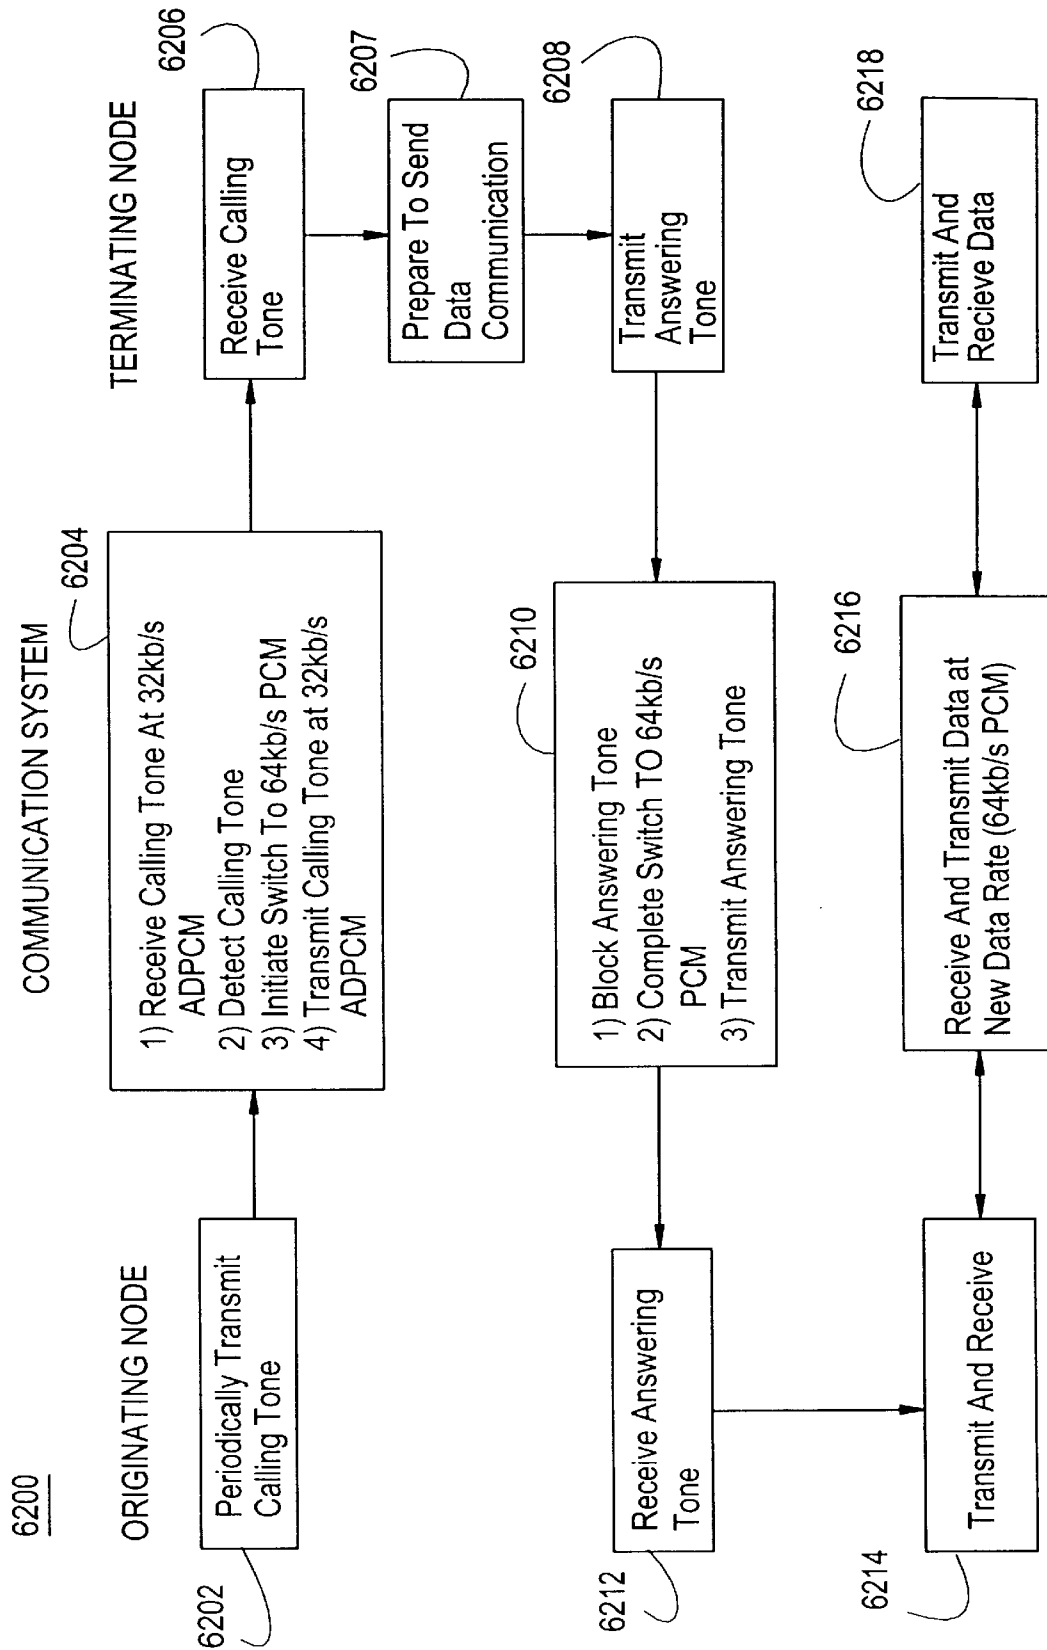 6200
ORIGINATING NODE
COMMUNICATION SYSTEM
TERMINATING NODE
6202
Periodically Transmit
Calling Tone
6204
1) Receive Calling Tone At 32kb/s
ADPCM
2) Detect Calling Tone
3) Initiate Switch To 64kb/s PCM
4) Transmit Calling Tone at 32kb/s
ADPCM
6206
Receive Calling
Tone
6207
Prepare To Send
Data
Communication
6208
Transmit
Answering
Tone
6210
1) Block Answering Tone
2) Complete Switch TO 64kb/s
PCM
3) Transmit Answering Tone
6212
Receive Answering
Tone
6214
Transmit And Receive
6216
Receive And Transmit Data at
New Data Rate (64kb/s PCM)
6218
Transmit And
Recieve Data